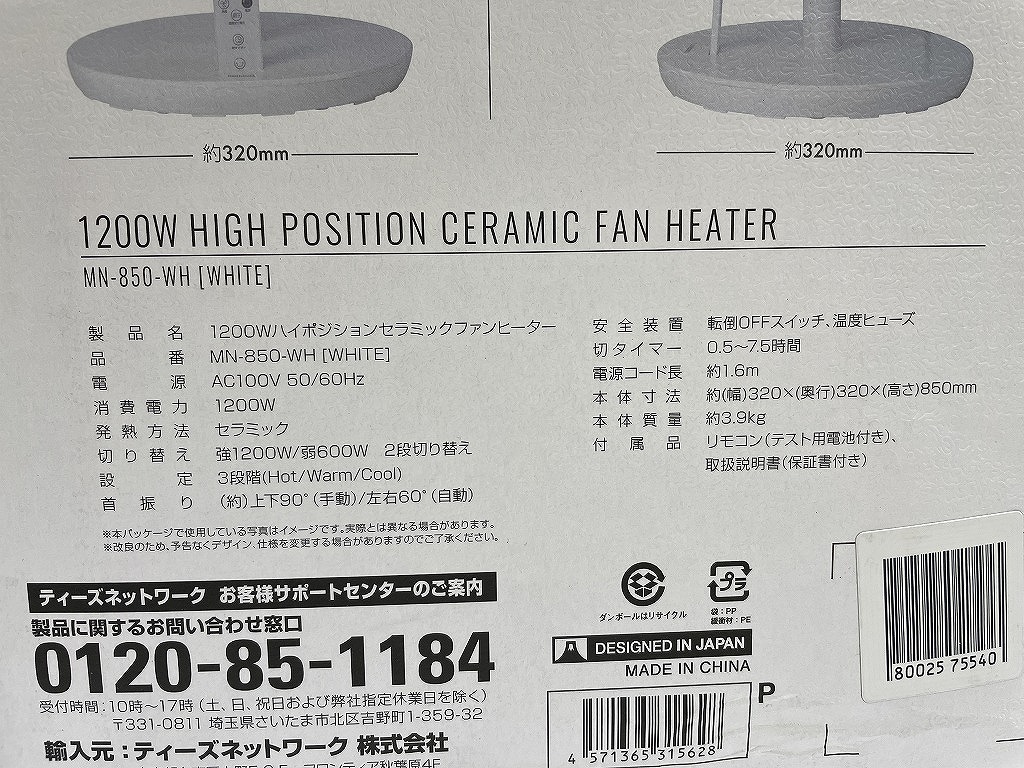 約320mm
約320mm
1200W HIGH POSITION CERAMIC FAN HEATER
MN-850-WH [WHITE]
製品名 1200Wハイポジションセラミックファンヒーター
品番 MN-850-WH [WHITE]
電源 AC100V 50/60Hz
消費電力 1200W
発熱方法 セラミック
切り替え 強1200W/弱600W 2段切り替え
設定 3段階(Hot/Warm/Cool)
首振り (約)上下90°(手動)/左右60°(自動)
安全装置 転倒OFFスイッチ、温度ヒューズ
切タイマー 0.5〜7.5時間
電源コード長 約1.6m
本体寸法 約(幅)320×(奥行)320×(高さ)850mm
本体質量 約3.9kg
付属品 リモコン(テスト用電池付き)、
取扱説明書(保証書付き)
※本パッケージで使用している写真はイメージです。実際とは異なる場合があります。
※改良のため、予告なくデザイン、仕様を変更する場合がありますのでご了承ください。
ティーズネットワーク お客様サポートセンターのご案内
製品に関するお問い合わせ窓口
0120-85-1184
受付時間:10時〜17時(土、日、祝日および弊社指定休業日を除く)
〒331-0811 埼玉県さいたま市北区吉野町1-359-32
輸入元:ティーズネットワーク 株式会社
ダンボールはリサイクル
プラ
袋:PP
緩衝材:PE
DESIGNED IN JAPAN
MADE IN CHINA
P
4 571365 315628
80025 75540